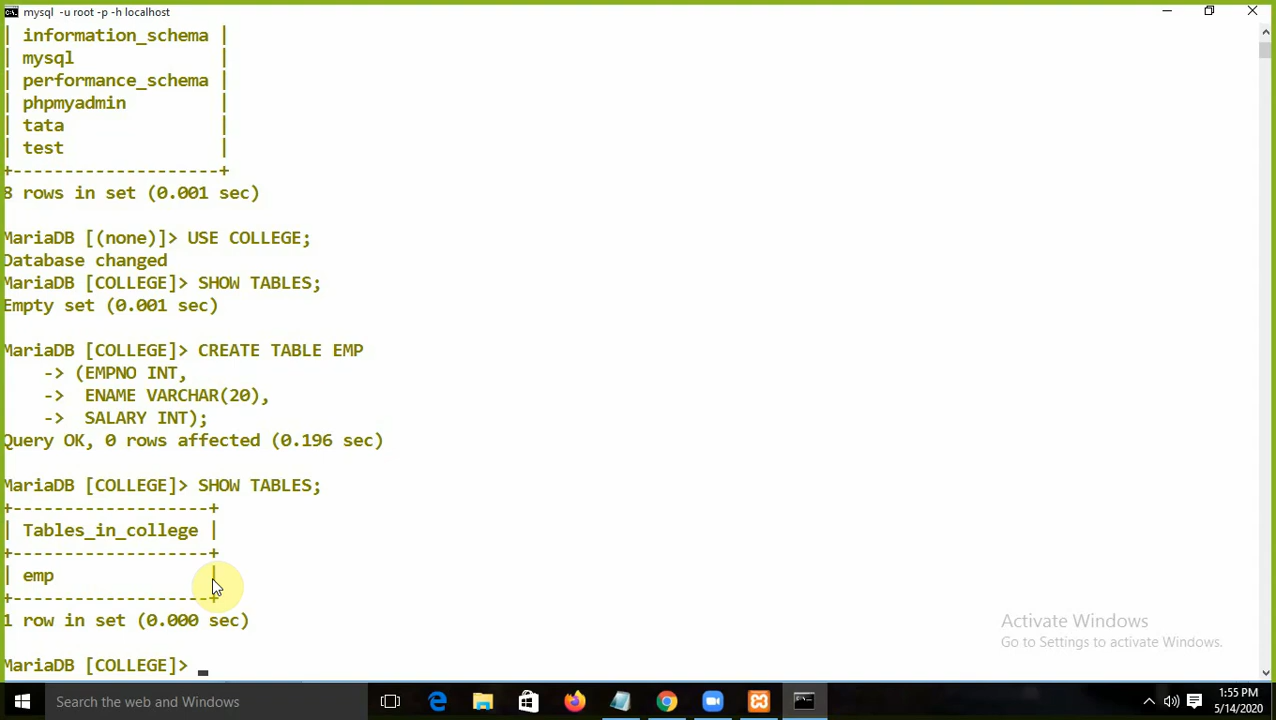 mysql -u root -p -h localhost
| information_schema |
| mysql |
| performance_schema |
| phpmyadmin |
| tata |
| test |
+--------------------+
8 rows in set (0.001 sec)
MariaDB [(none)]> USE COLLEGE;
Database changed
MariaDB [COLLEGE]> SHOW TABLES;
Empty set (0.001 sec)
MariaDB [COLLEGE]> CREATE TABLE EMP
-> (EMPNO INT,
-> ENAME VARCHAR(20),
-> SALARY INT);
Query OK, 0 rows affected (0.196 sec)
MariaDB [COLLEGE]> SHOW TABLES;
+-------------------+
| Tables_in_college |
+-------------------+
| emp |
+-------------------+
1 row in set (0.000 sec)
Activate Windows
Go to Settings to activate Windows.
MariaDB [COLLEGE]> _
Search the web and Windows
1:55 PM
5/14/2020